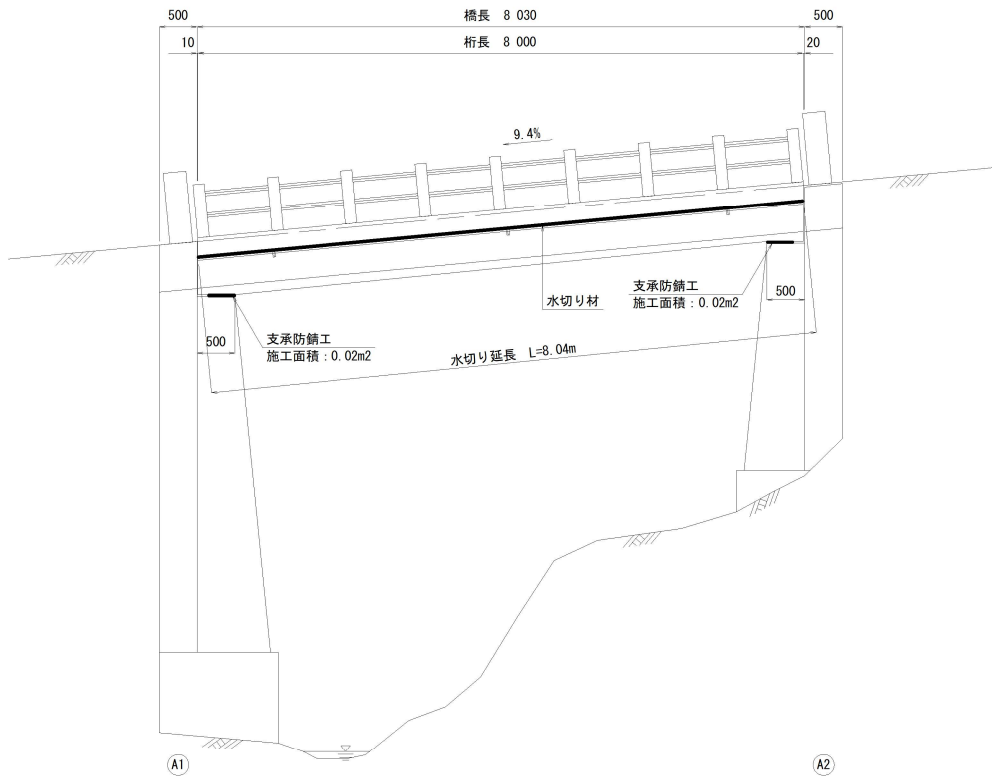 500
橋長 8 030
500
10
桁長 8 000
20
9.4%
水切り材
支承防錆工
施工面積：0.02m2
500
500
支承防錆工
施工面積：0.02m2
水切り延長 L=8.04m
A1
A2